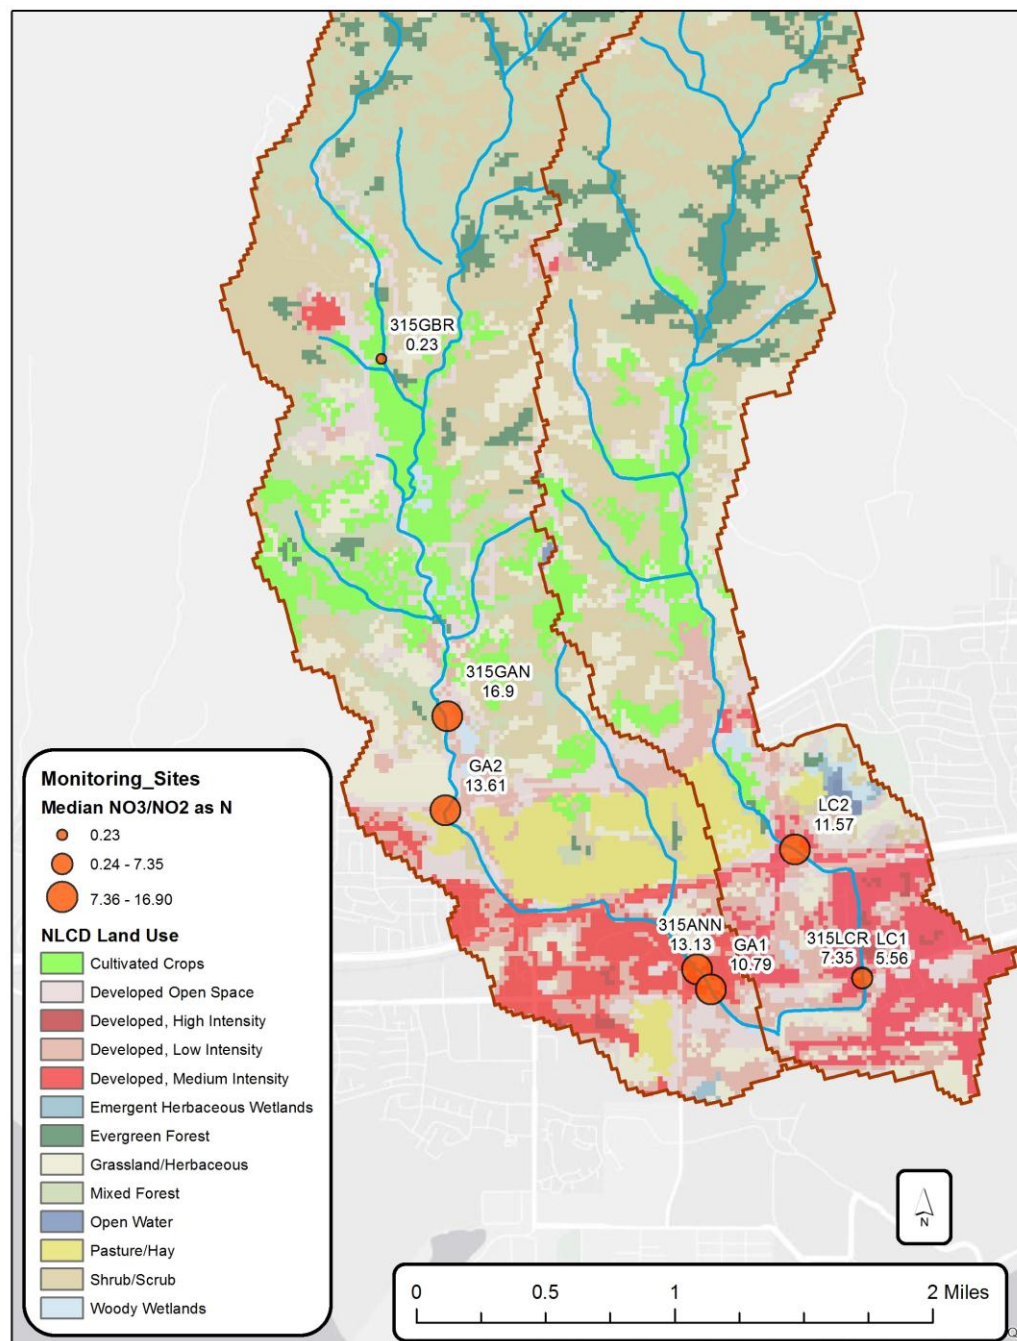 315GBR
0.23
315GAN
16.9
GA2
13.61
LC2
11.57
315ANN
13.13
GA1
10.79
315LCR
7.35
LC1
5.56
Monitoring_Sites
Median NO3/NO2 as N
0.23
0.24 - 7.35
7.36 - 16.90
NLCD Land Use
Cultivated Crops
Developed Open Space
Developed, High Intensity
Developed, Low Intensity
Developed, Medium Intensity
Emergent Herbaceous Wetlands
Evergreen Forest
Grassland/Herbaceous
Mixed Forest
Open Water
Pasture/Hay
Shrub/Scrub
Woody Wetlands
N
0 0.5 1 2 Miles